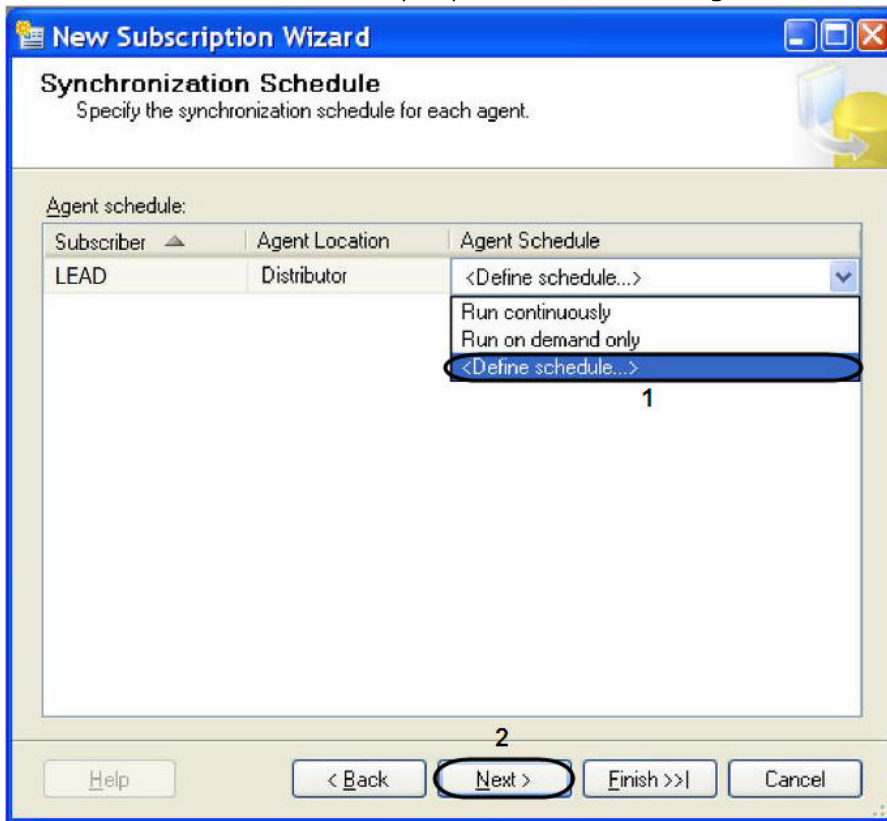 New Subscription Wizard
Synchronization Schedule
Specify the synchronization schedule for each agent.
Agent schedule:
Subscriber Agent Location Agent Schedule
LEAD Distributor <Define schedule...>
Run continuously
Run on demand only
<Define schedule...>
1
2
Help < Back Next > Finish >>| Cancel